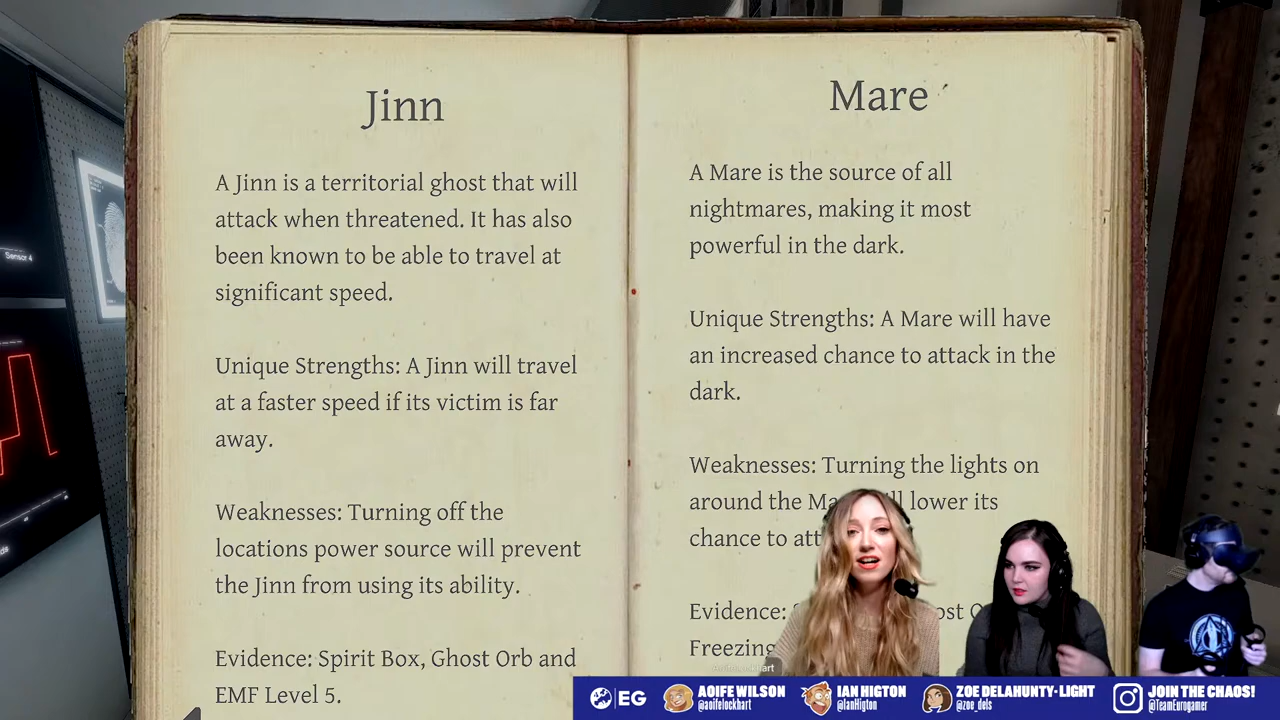 Sensor 4
Jinn
A Jinn is a territorial ghost that will
attack when threatened. It has also
been known to be able to travel at
significant speed.
Unique Strengths: A Jinn will travel
at a faster speed if its victim is far
away.
Weaknesses: Turning off the
locations power source will prevent
the Jinn from using its ability.
Evidence: Spirit Box, Ghost Orb and
EMF Level 5.
Mare
A Mare is the source of all
nightmares, making it most
powerful in the dark.
Unique Strengths: A Mare will have
an increased chance to attack in the
dark.
Weaknesses: Turning the lights on
around the lower its
chance to
Evidence:
Freezing
EG
AOIFE WILSON
@aoifelockhart
IAN HIGTON
@IanHigton
ZOE DELAHUNTY-LIGHT
@zoe_dels
JOIN THE CHAOS!
@TeamEurogamer